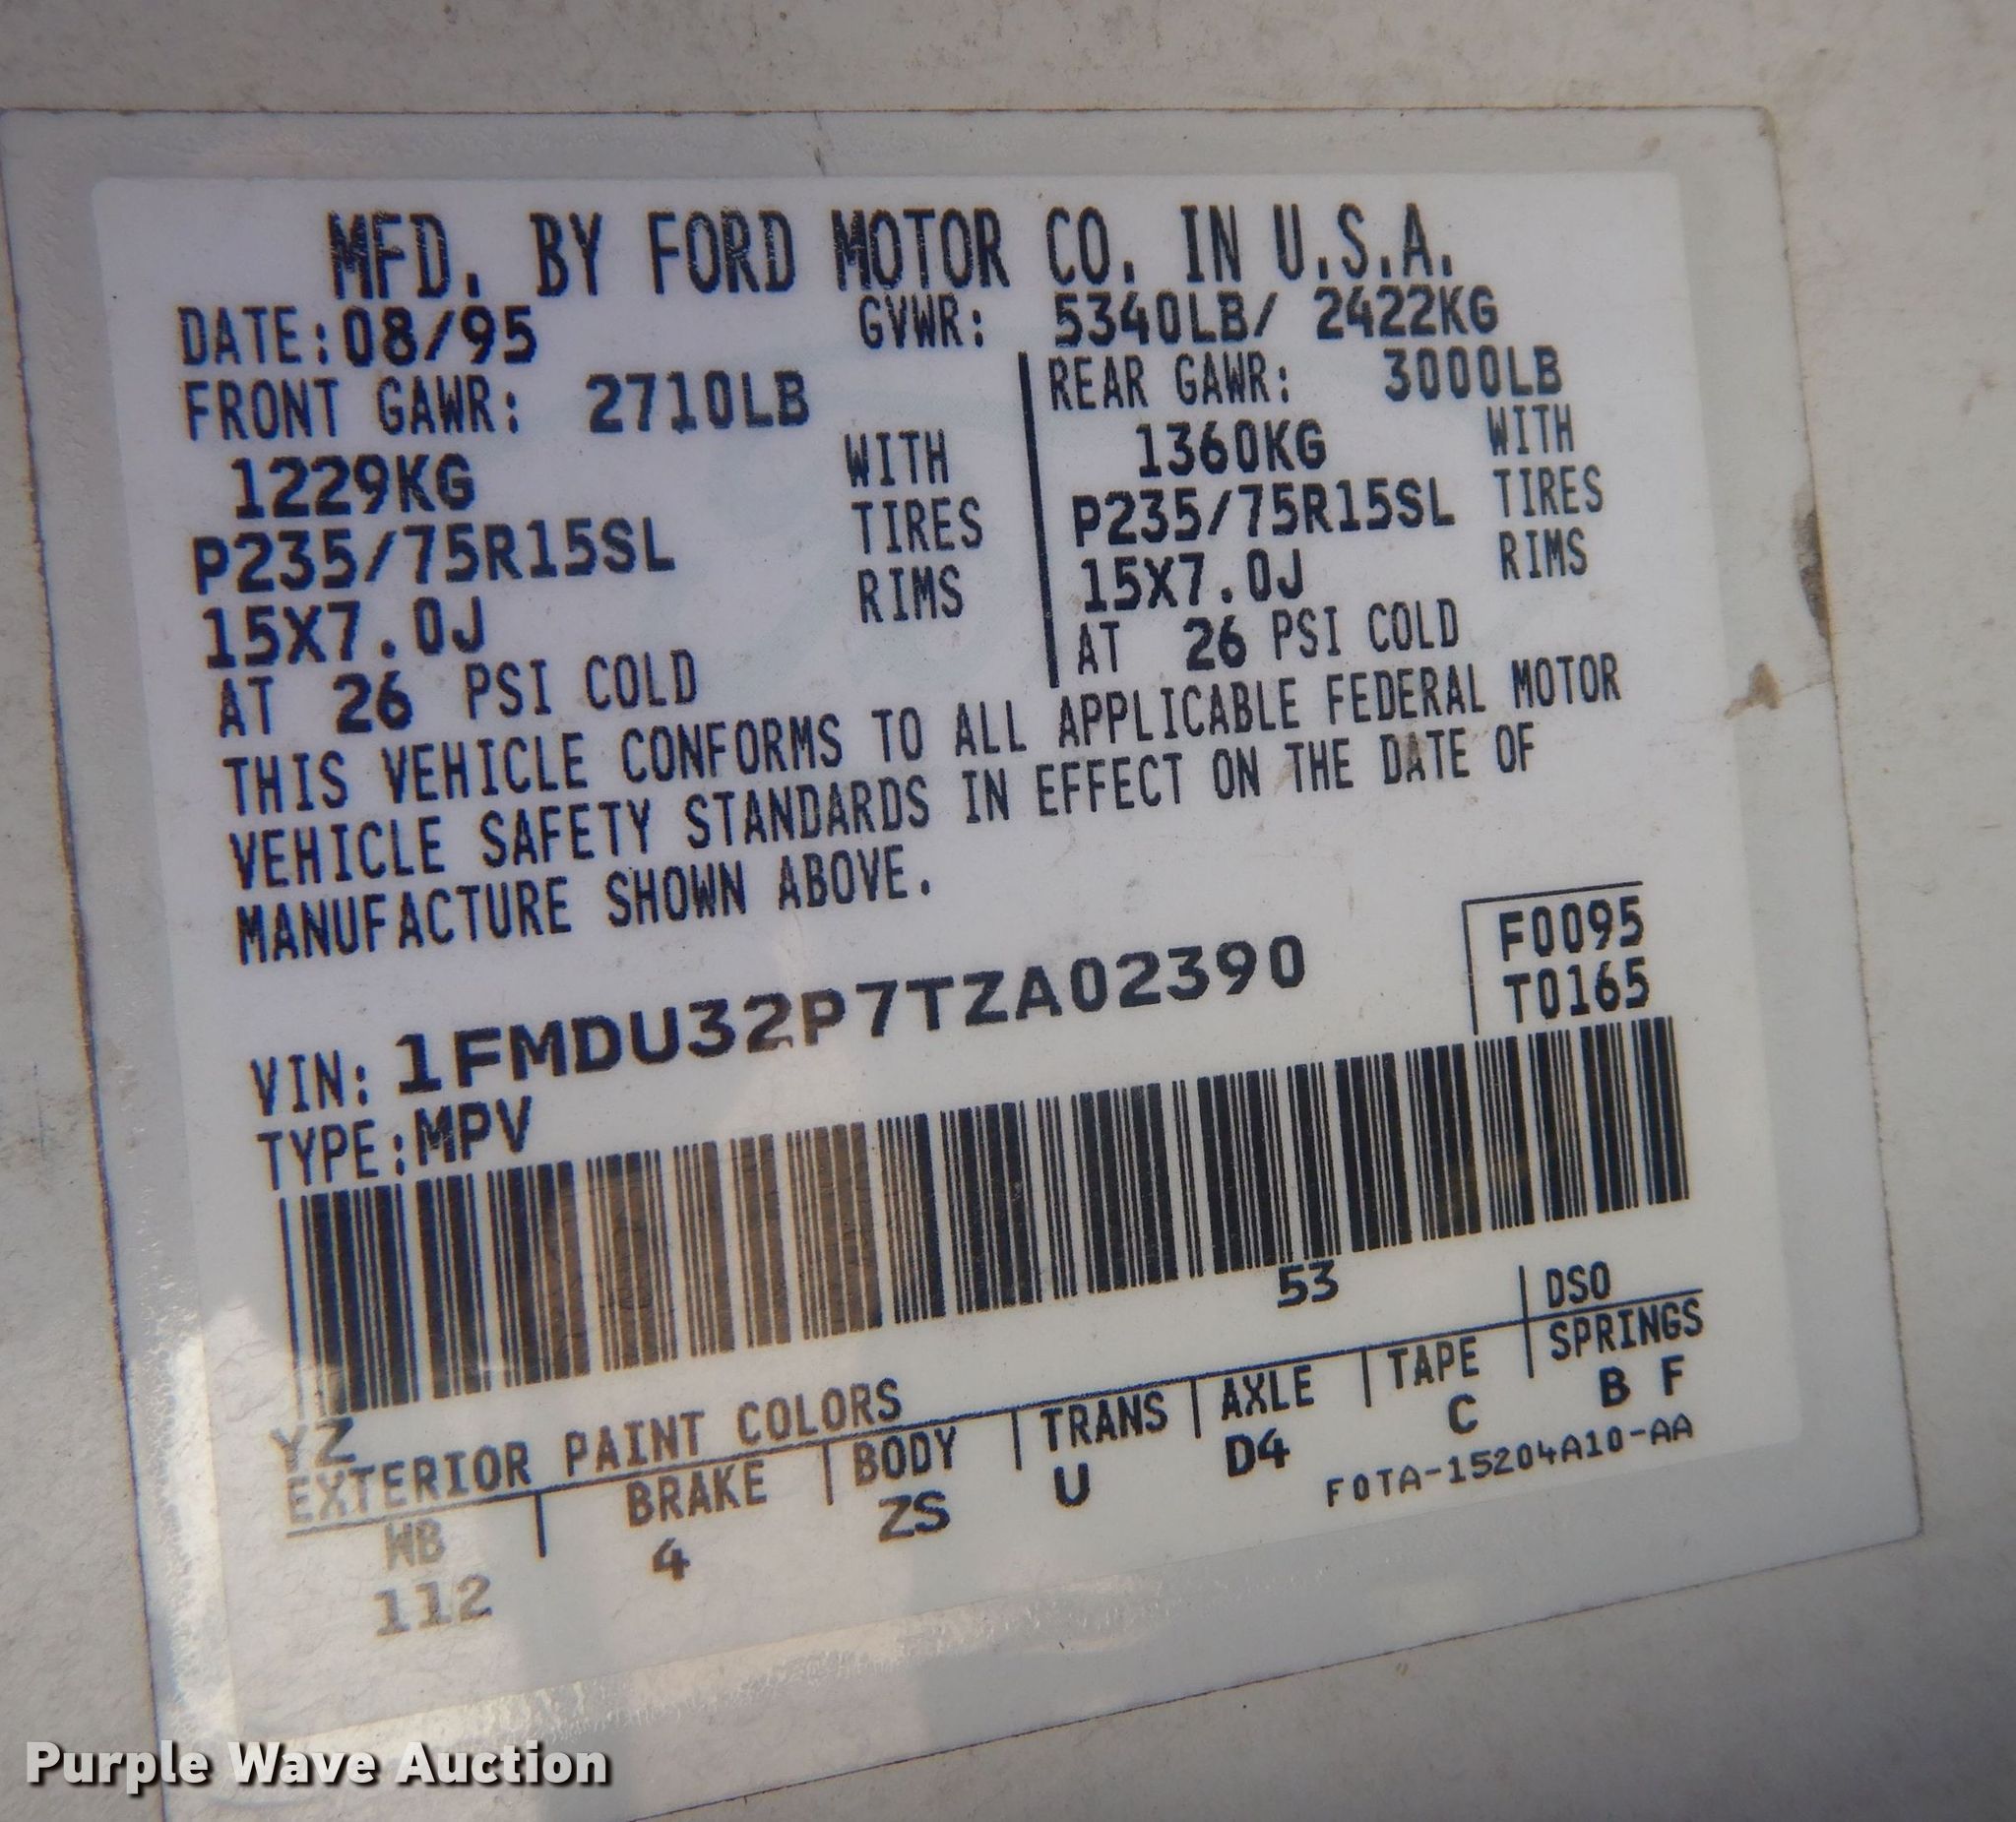 MFD. BY FORD MOTOR CO. IN U.S.A.
DATE:08/95 GVWR: 5340LB/ 2422KG
FRONT GAWR: 2710LB
1229KG WITH
P235/75R15SL TIRES
15X7.0J RIMS
AT 26 PSI COLD
REAR GAWR: 3000LB
1360KG WITH
P235/75R15SL TIRES
15X7.0J RIMS
AT 26 PSI COLD
THIS VEHICLE CONFORMS TO ALL APPLICABLE FEDERAL MOTOR
VEHICLE SAFETY STANDARDS IN EFFECT ON THE DATE OF
MANUFACTURE SHOWN ABOVE.
F0095
T0165
VIN: 1FMDU32P7TZA02390
TYPE:MPV
53
DSO
YZ
EXTERIOR PAINT COLORS
WB BRAKE BODY TRANS AXLE TAPE SPRINGS
112 4 ZS U D4 C B F
F0TA-15204A10-AA
Purple Wave Auction